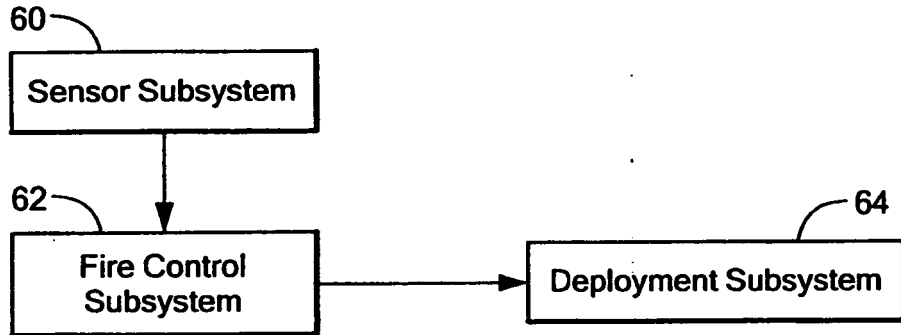 60
Sensor Subsystem
62
Fire Control
Subsystem
64
Deployment Subsystem